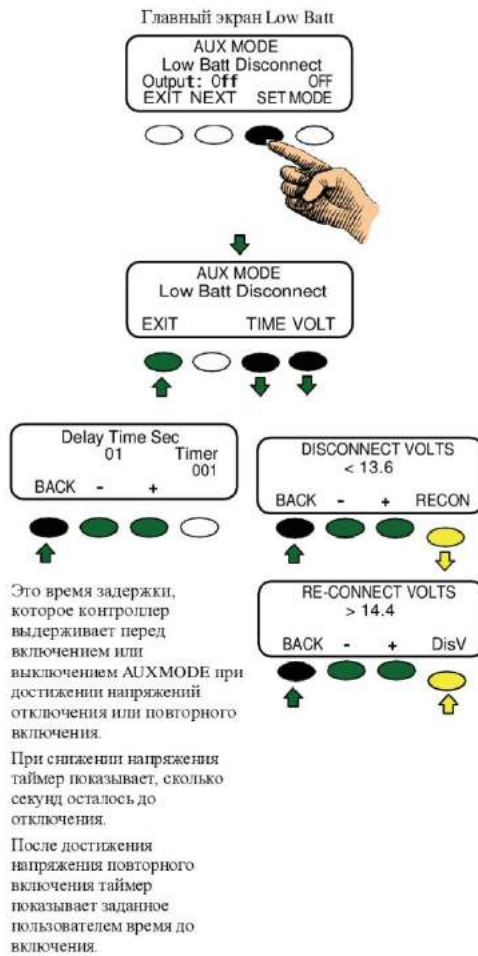 Главный экран Low Batt
AUX MODE
Low Batt Disconnect
Output: Off OFF
EXIT NEXT SET MODE
AUX MODE
Low Batt Disconnect
EXIT TIME VOLT
Delay Time Sec
01 Timer
001
BACK - +
DISCONNECT VOLTS
< 13.6
BACK - + RECON
RE-CONNECT VOLTS
> 14.4
BACK - + DisV
Это время задержки,
которое контроллер
выдерживает перед
включением или
выключением AUXMODE при
достижении напряжений
отключения или повторного
включения.
При снижении напряжения
таймер показывает, сколько
секунд осталось до
отключения.
После достижения
напряжения повторного
включения таймер
показывает заданное
пользователем время до
включения.